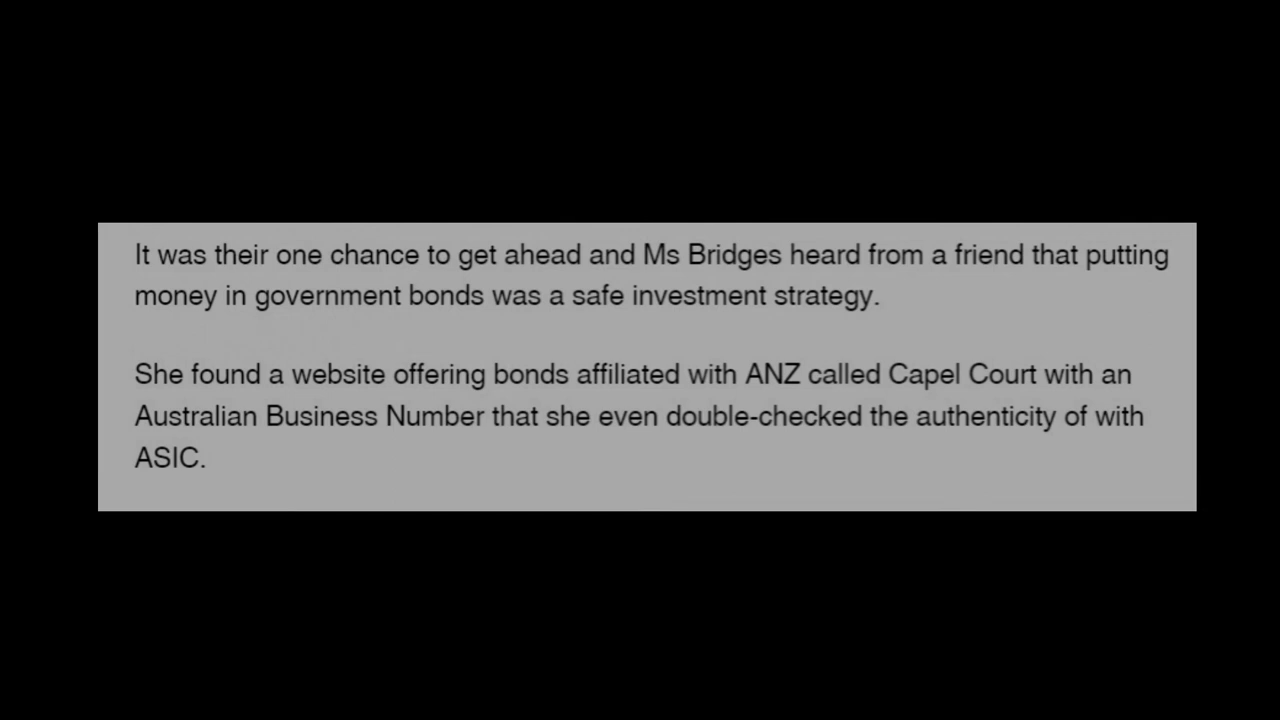 It was their one chance to get ahead and Ms Bridges heard from a friend that putting
money in government bonds was a safe investment strategy.
She found a website offering bonds affiliated with ANZ called Capel Court with an
Australian Business Number that she even double-checked the authenticity of with
ASIC.